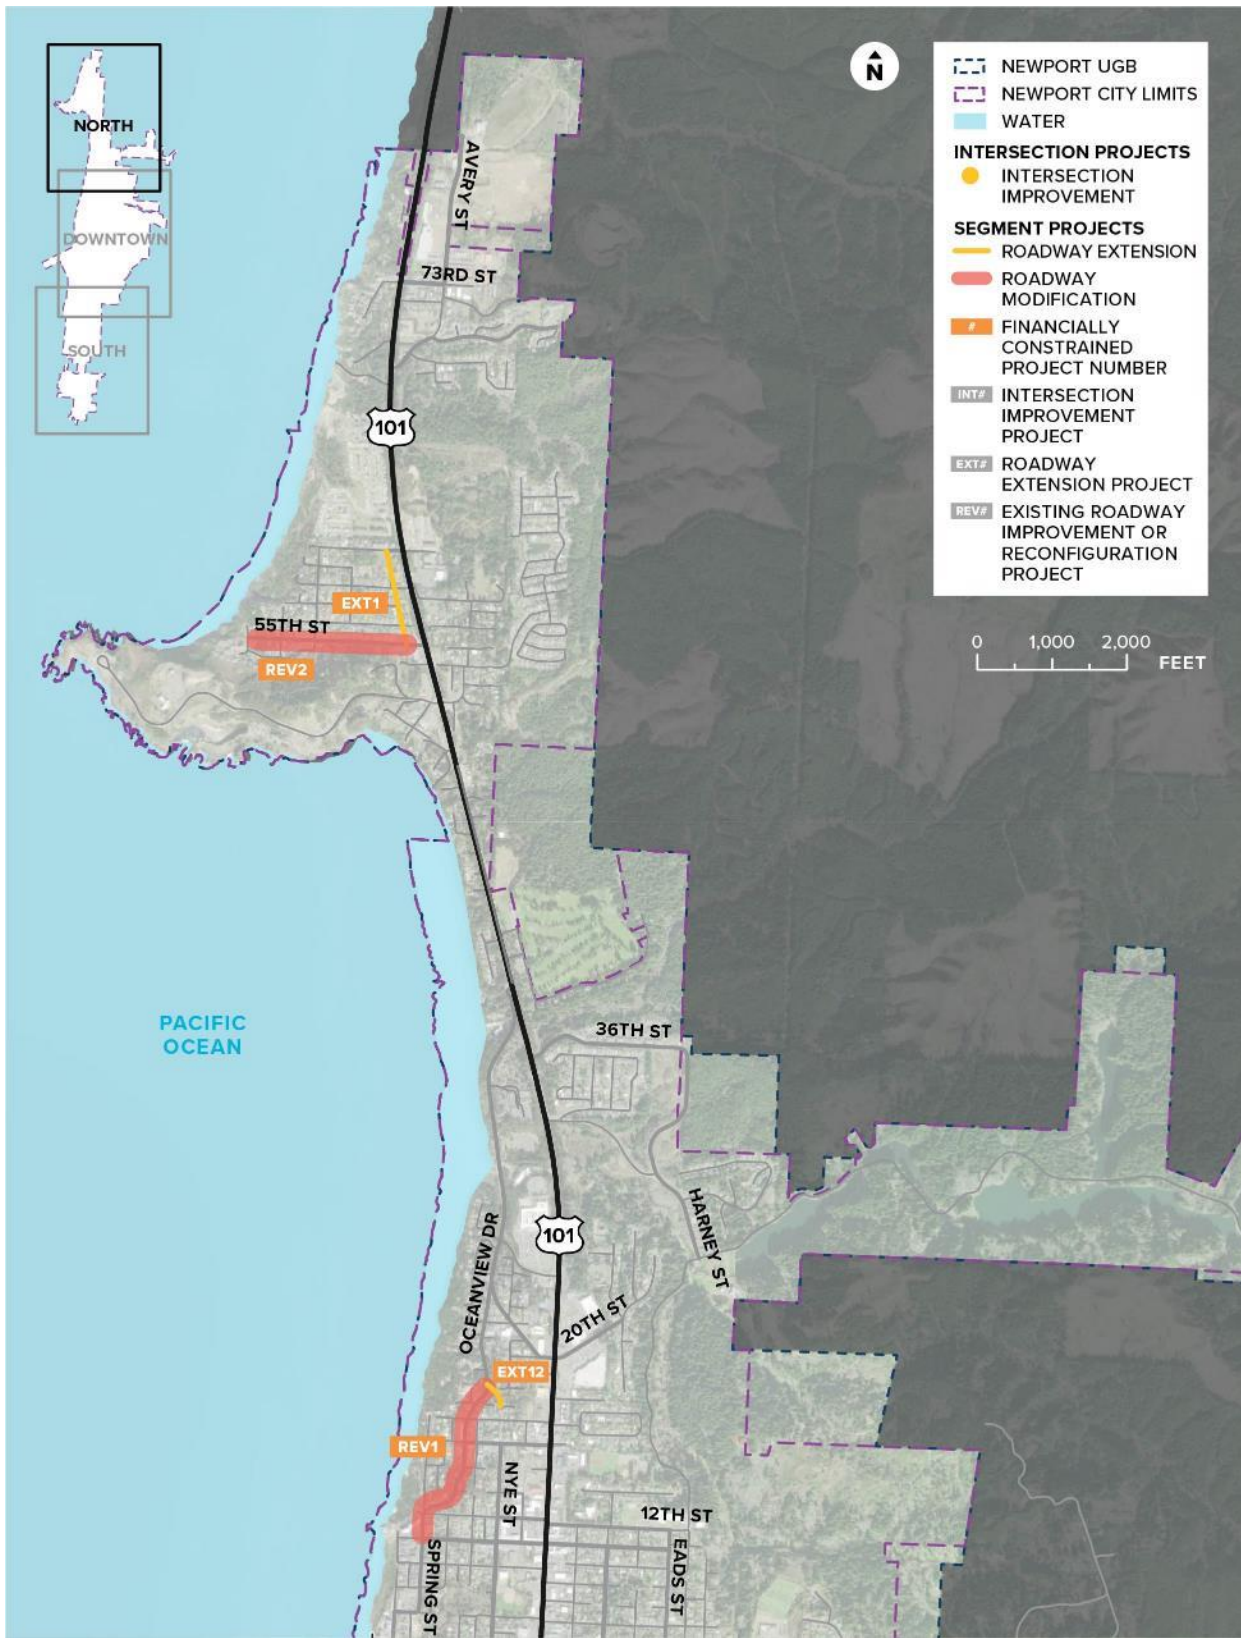 NORTH
DOWNTOWN
SOUTH
N
NEWPORT UGB
NEWPORT CITY LIMITS
WATER
INTERSECTION PROJECTS
INTERSECTION
IMPROVEMENT
SEGMENT PROJECTS
ROADWAY EXTENSION
ROADWAY
MODIFICATION
# FINANCIALLY
CONSTRAINED
PROJECT NUMBER
INT# INTERSECTION
IMPROVEMENT
PROJECT
EXT# ROADWAY
EXTENSION PROJECT
REV# EXISTING ROADWAY
IMPROVEMENT OR
RECONFIGURATION
PROJECT
0 1,000 2,000
FEET
AVERY ST
73RD ST
101
EXT1
55TH ST
REV2
PACIFIC
OCEAN
36TH ST
HARNEY ST
OCEANVIEW DR
101
20TH ST
EXT12
REV1
NYE ST
12TH ST
SPRING ST
EADS ST